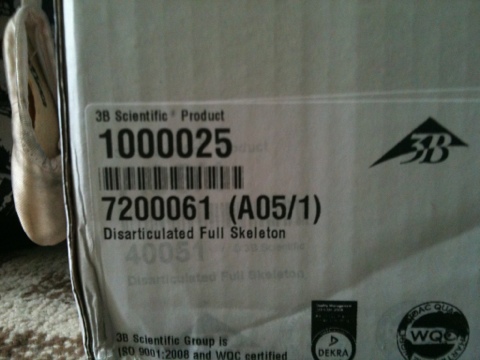 3B Scientific® Product
1000025
7200061 (A05/1)
Disarticulated Full Skeleton
40051
Disarticulated Full Skeleton
3B
3B Scientific Group is
ISO 9001:2008 and WQC certified
DEKRA
WQC